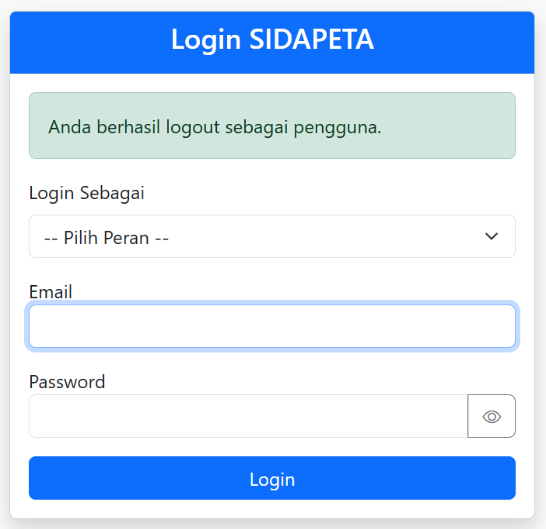 Login SIDAPETA
Anda berhasil logout sebagai pengguna.
Login Sebagai
-- Pilih Peran --
Email
Password
Login